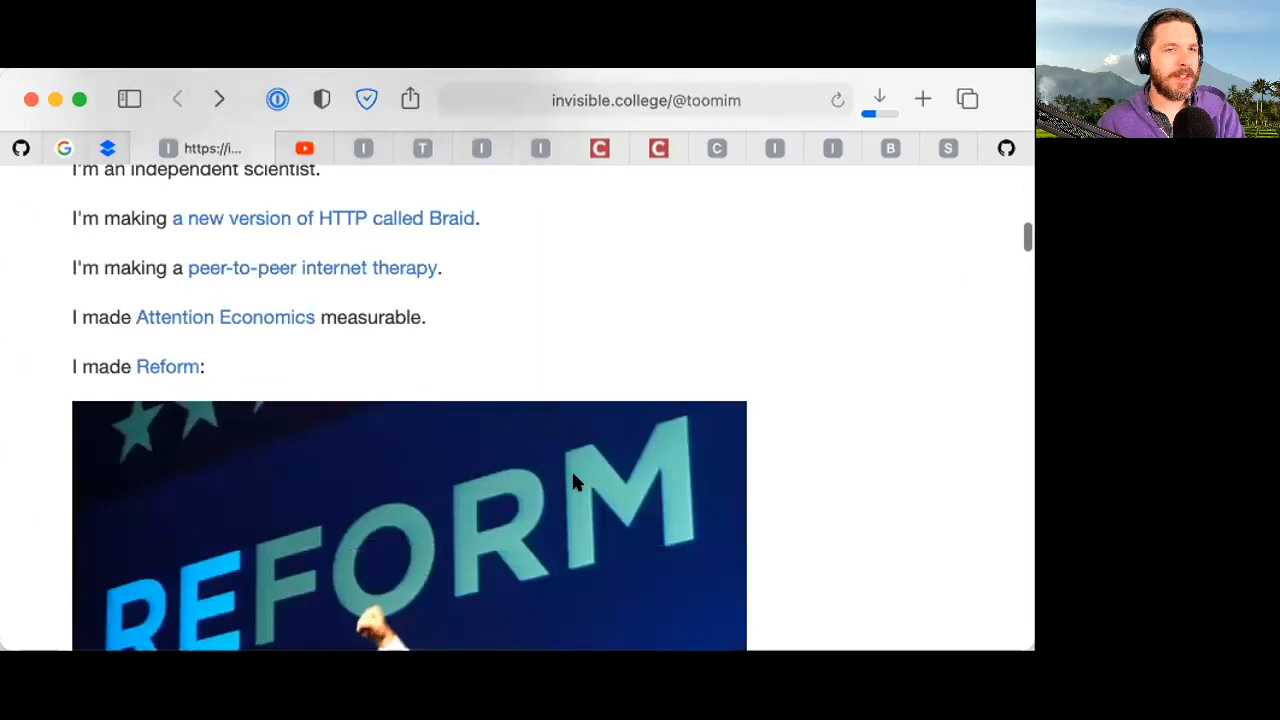 invisible.college/@toomim
I https://i... I T I I C C C I I B S
I'm an independent scientist.
I'm making a new version of HTTP called Braid.
I'm making a peer-to-peer internet therapy.
I made Attention Economics measurable.
I made Reform:
REFORM